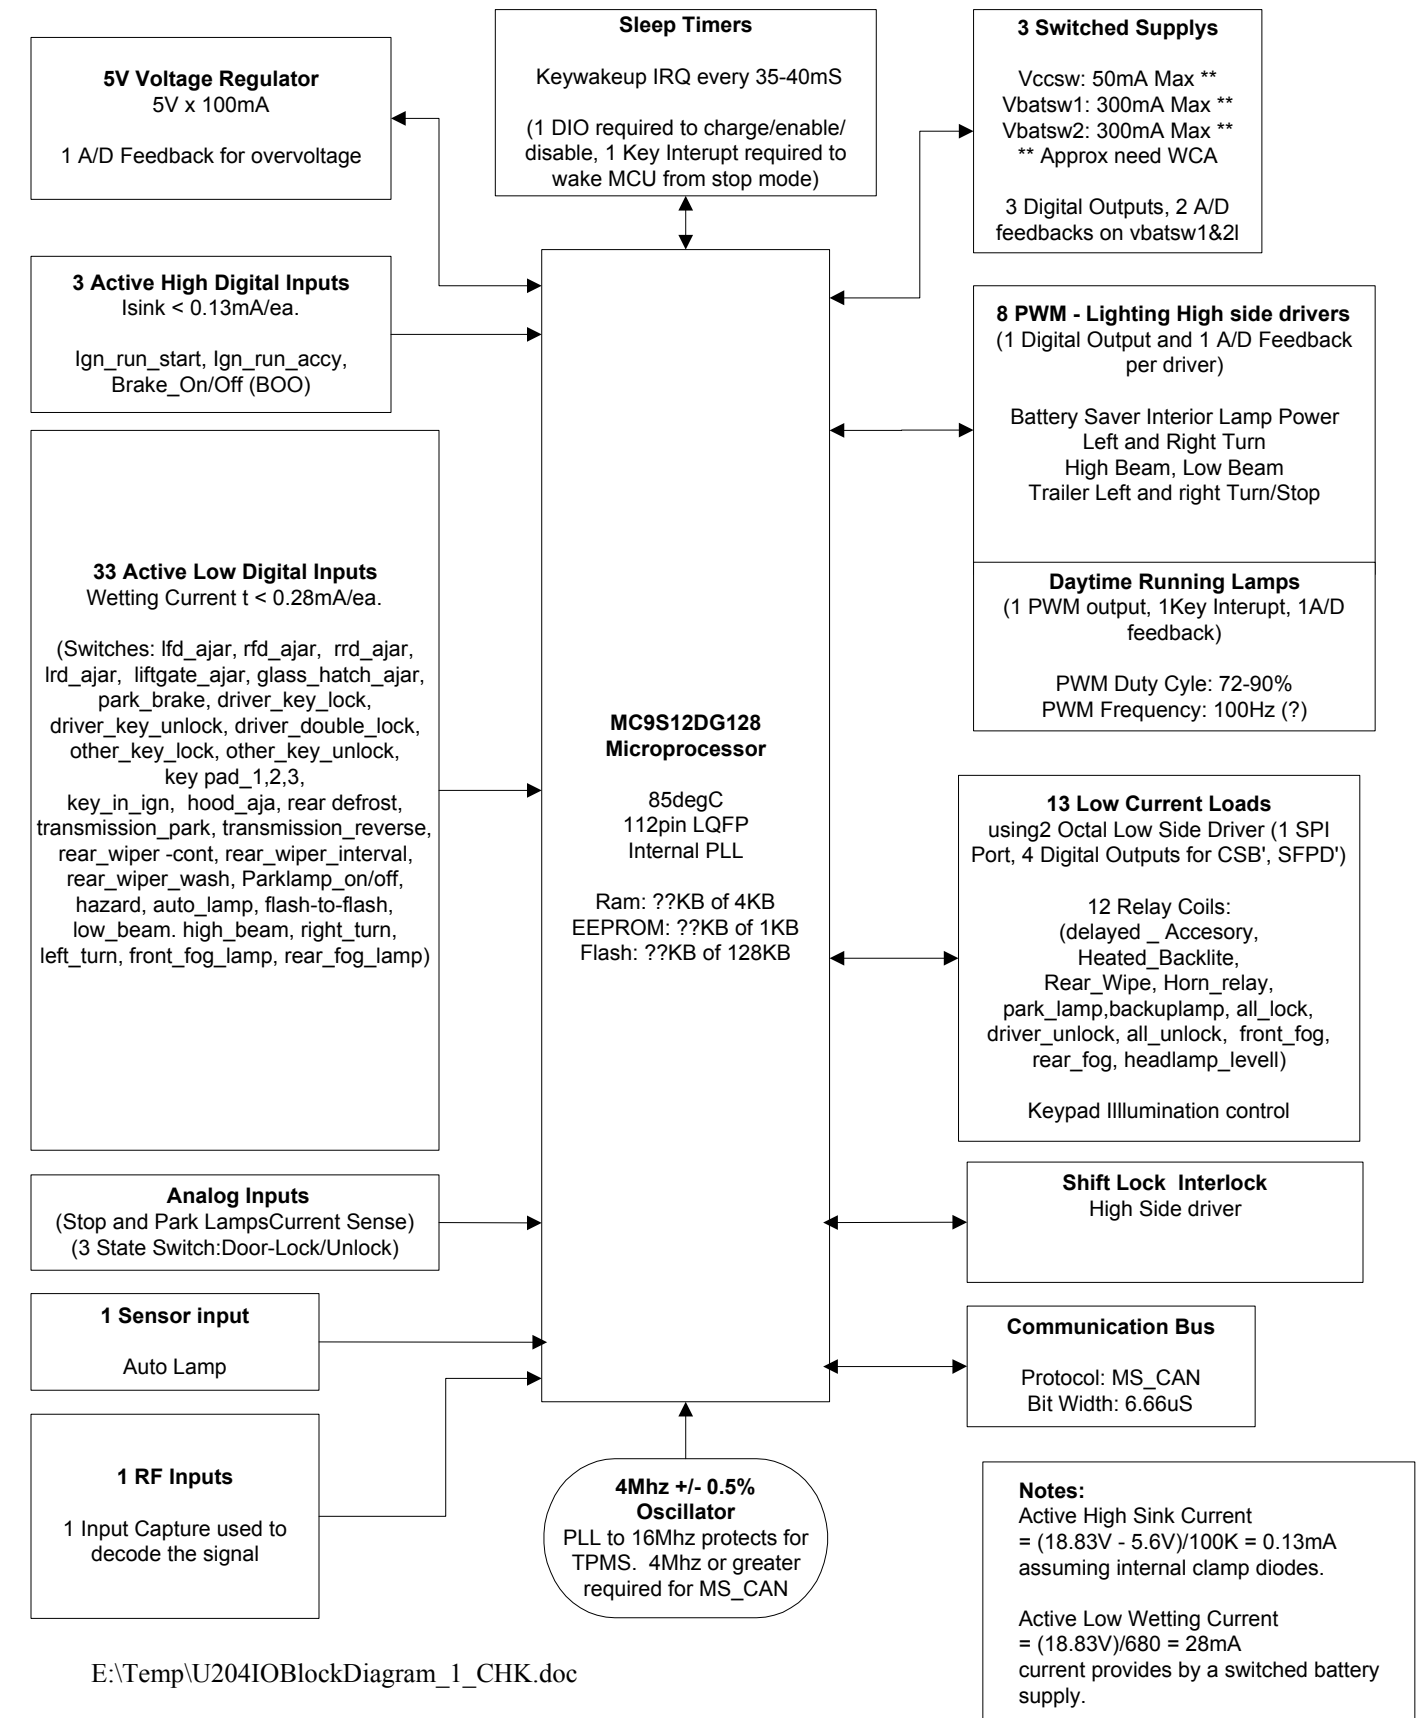 Sleep Timers
Keywakeup IRQ every 35-40mS
(1 DIO required to charge/enable/
disable, 1 Key Interupt required to
wake MCU from stop mode)
3 Switched Supplys
Vccsw: 50mA Max **
Vbatsw1: 300mA Max **
Vbatsw2: 300mA Max **
** Approx need WCA
3 Digital Outputs, 2 A/D
feedbacks on vbatsw1&2l
5V Voltage Regulator
5V x 100mA
1 A/D Feedback for overvoltage
3 Active High Digital Inputs
Isink < 0.13mA/ea.
Ign_run_start, Ign_run_accy,
Brake_On/Off (BOO)
8 PWM - Lighting High side drivers
(1 Digital Output and 1 A/D Feedback
per driver)
Battery Saver Interior Lamp Power
Left and Right Turn
High Beam, Low Beam
Trailer Left and right Turn/Stop
Daytime Running Lamps
(1 PWM output, 1Key Interupt, 1A/D
feedback)
PWM Duty Cyle: 72-90%
PWM Frequency: 100Hz (?)
33 Active Low Digital Inputs
Wetting Current t < 0.28mA/ea.
(Switches: lfd_ajar, rfd_ajar, rrd_ajar,
lrd_ajar, liftgate_ajar, glass_hatch_ajar,
park_brake, driver_key_lock,
driver_key_unlock, driver_double_lock,
other_key_lock, other_key_unlock,
key pad_1,2,3,
key_in_ign, hood_aja, rear defrost,
transmission_park, transmission_reverse,
rear_wiper -cont, rear_wiper_interval,
rear_wiper_wash, Parklamp_on/off,
hazard, auto_lamp, flash-to-flash,
low_beam. high_beam, right_turn,
left_turn, front_fog_lamp, rear_fog_lamp)
MC9S12DG128
Microprocessor
85degC
112pin LQFP
Internal PLL
Ram: ??KB of 4KB
EEPROM: ??KB of 1KB
Flash: ??KB of 128KB
13 Low Current Loads
using2 Octal Low Side Driver (1 SPI
Port, 4 Digital Outputs for CSB', SFPD')
12 Relay Coils:
(delayed _ Accesory,
Heated_Backlite,
Rear_Wipe, Horn_relay,
park_lamp,backuplamp, all_lock,
driver_unlock, all_unlock, front_fog,
rear_fog, headlamp_levell)
Keypad Illlumination control
Analog Inputs
(Stop and Park LampsCurrent Sense)
(3 State Switch:Door-Lock/Unlock)
Shift Lock Interlock
High Side driver
1 Sensor input
Auto Lamp
Communication Bus
Protocol: MS_CAN
Bit Width: 6.66uS
1 RF Inputs
1 Input Capture used to
decode the signal
4Mhz +/- 0.5%
Oscillator
PLL to 16Mhz protects for
TPMS. 4Mhz or greater
required for MS_CAN
Notes:
Active High Sink Current
= (18.83V - 5.6V)/100K = 0.13mA
assuming internal clamp diodes.
Active Low Wetting Current
= (18.83V)/680 = 28mA
current provides by a switched battery
supply.
E:\Temp\U204IOBlockDiagram_1_CHK.doc